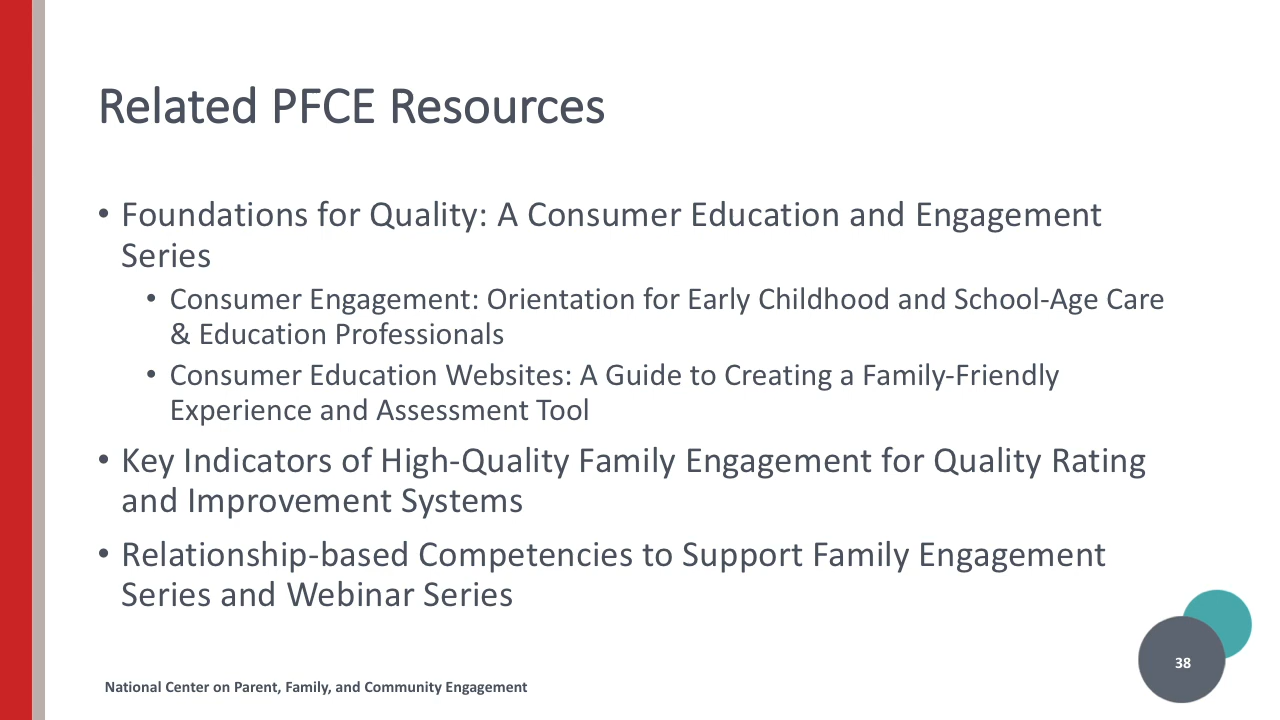 Related PFCE Resources
• Foundations for Quality: A Consumer Education and Engagement
Series
• Consumer Engagement: Orientation for Early Childhood and School-Age Care
& Education Professionals
• Consumer Education Websites: A Guide to Creating a Family-Friendly
Experience and Assessment Tool
• Key Indicators of High-Quality Family Engagement for Quality Rating
and Improvement Systems
• Relationship-based Competencies to Support Family Engagement
Series and Webinar Series
38
National Center on Parent, Family, and Community Engagement